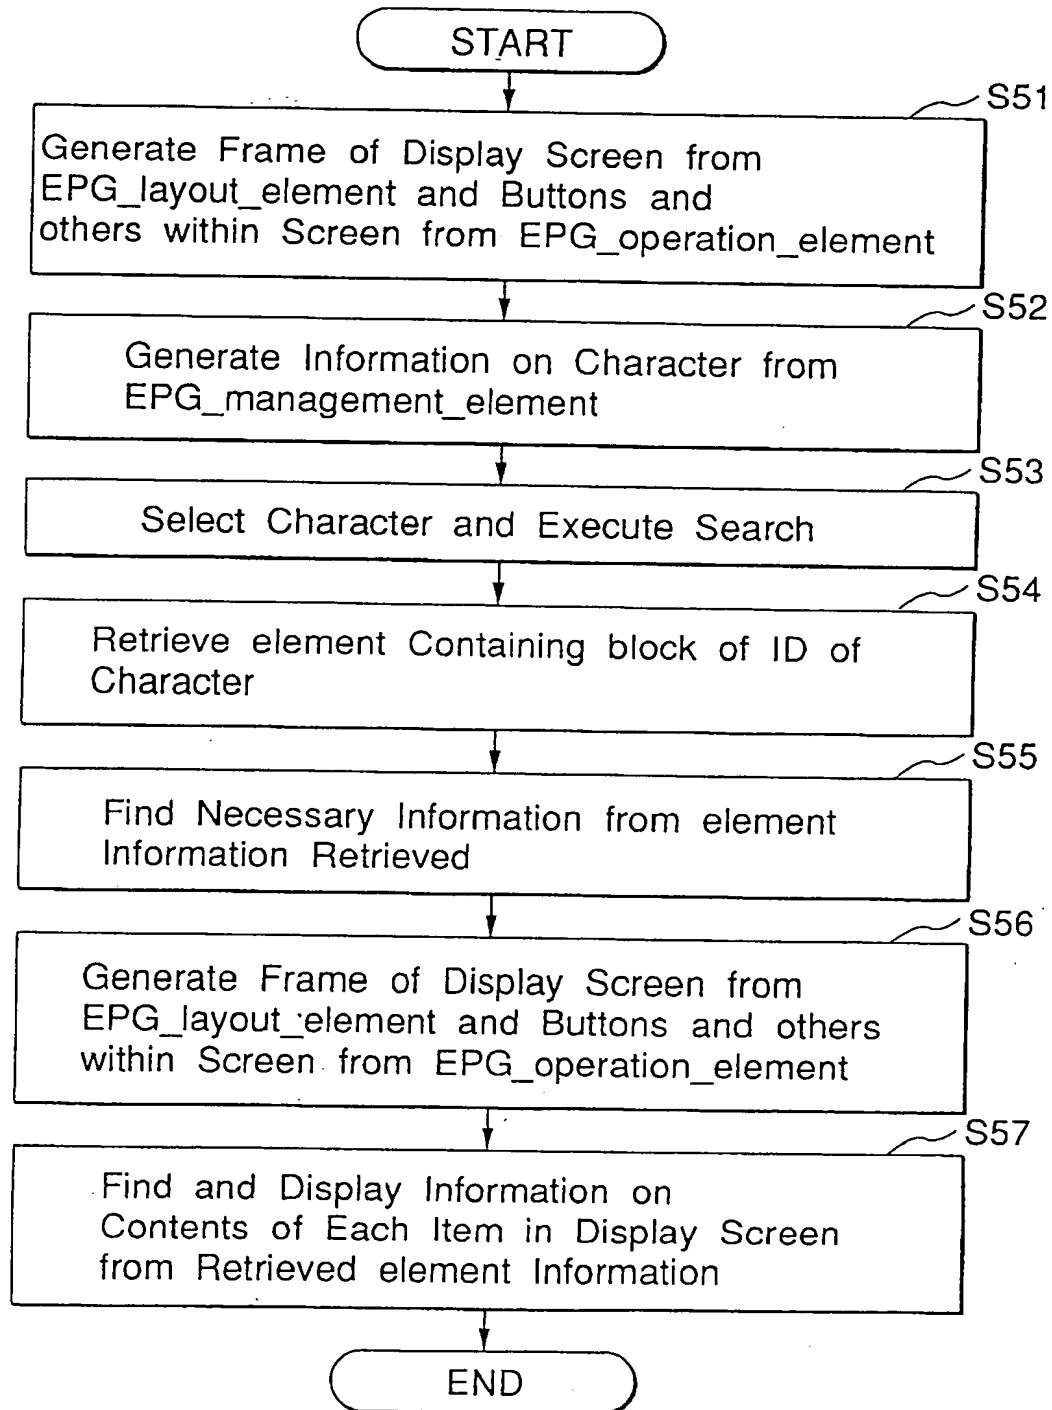 START
S51
Generate Frame of Display Screen from
EPG_layout_element and Buttons and
others within Screen from EPG_operation_element
S52
Generate Information on Character from
EPG_management_element
S53
Select Character and Execute Search
S54
Retrieve element Containing block of ID of
Character
S55
Find Necessary Information from element
Information Retrieved
S56
Generate Frame of Display Screen from
EPG_layout_element and Buttons and others
within Screen from EPG_operation_element
S57
Find and Display Information on
Contents of Each Item in Display Screen
from Retrieved element Information
END